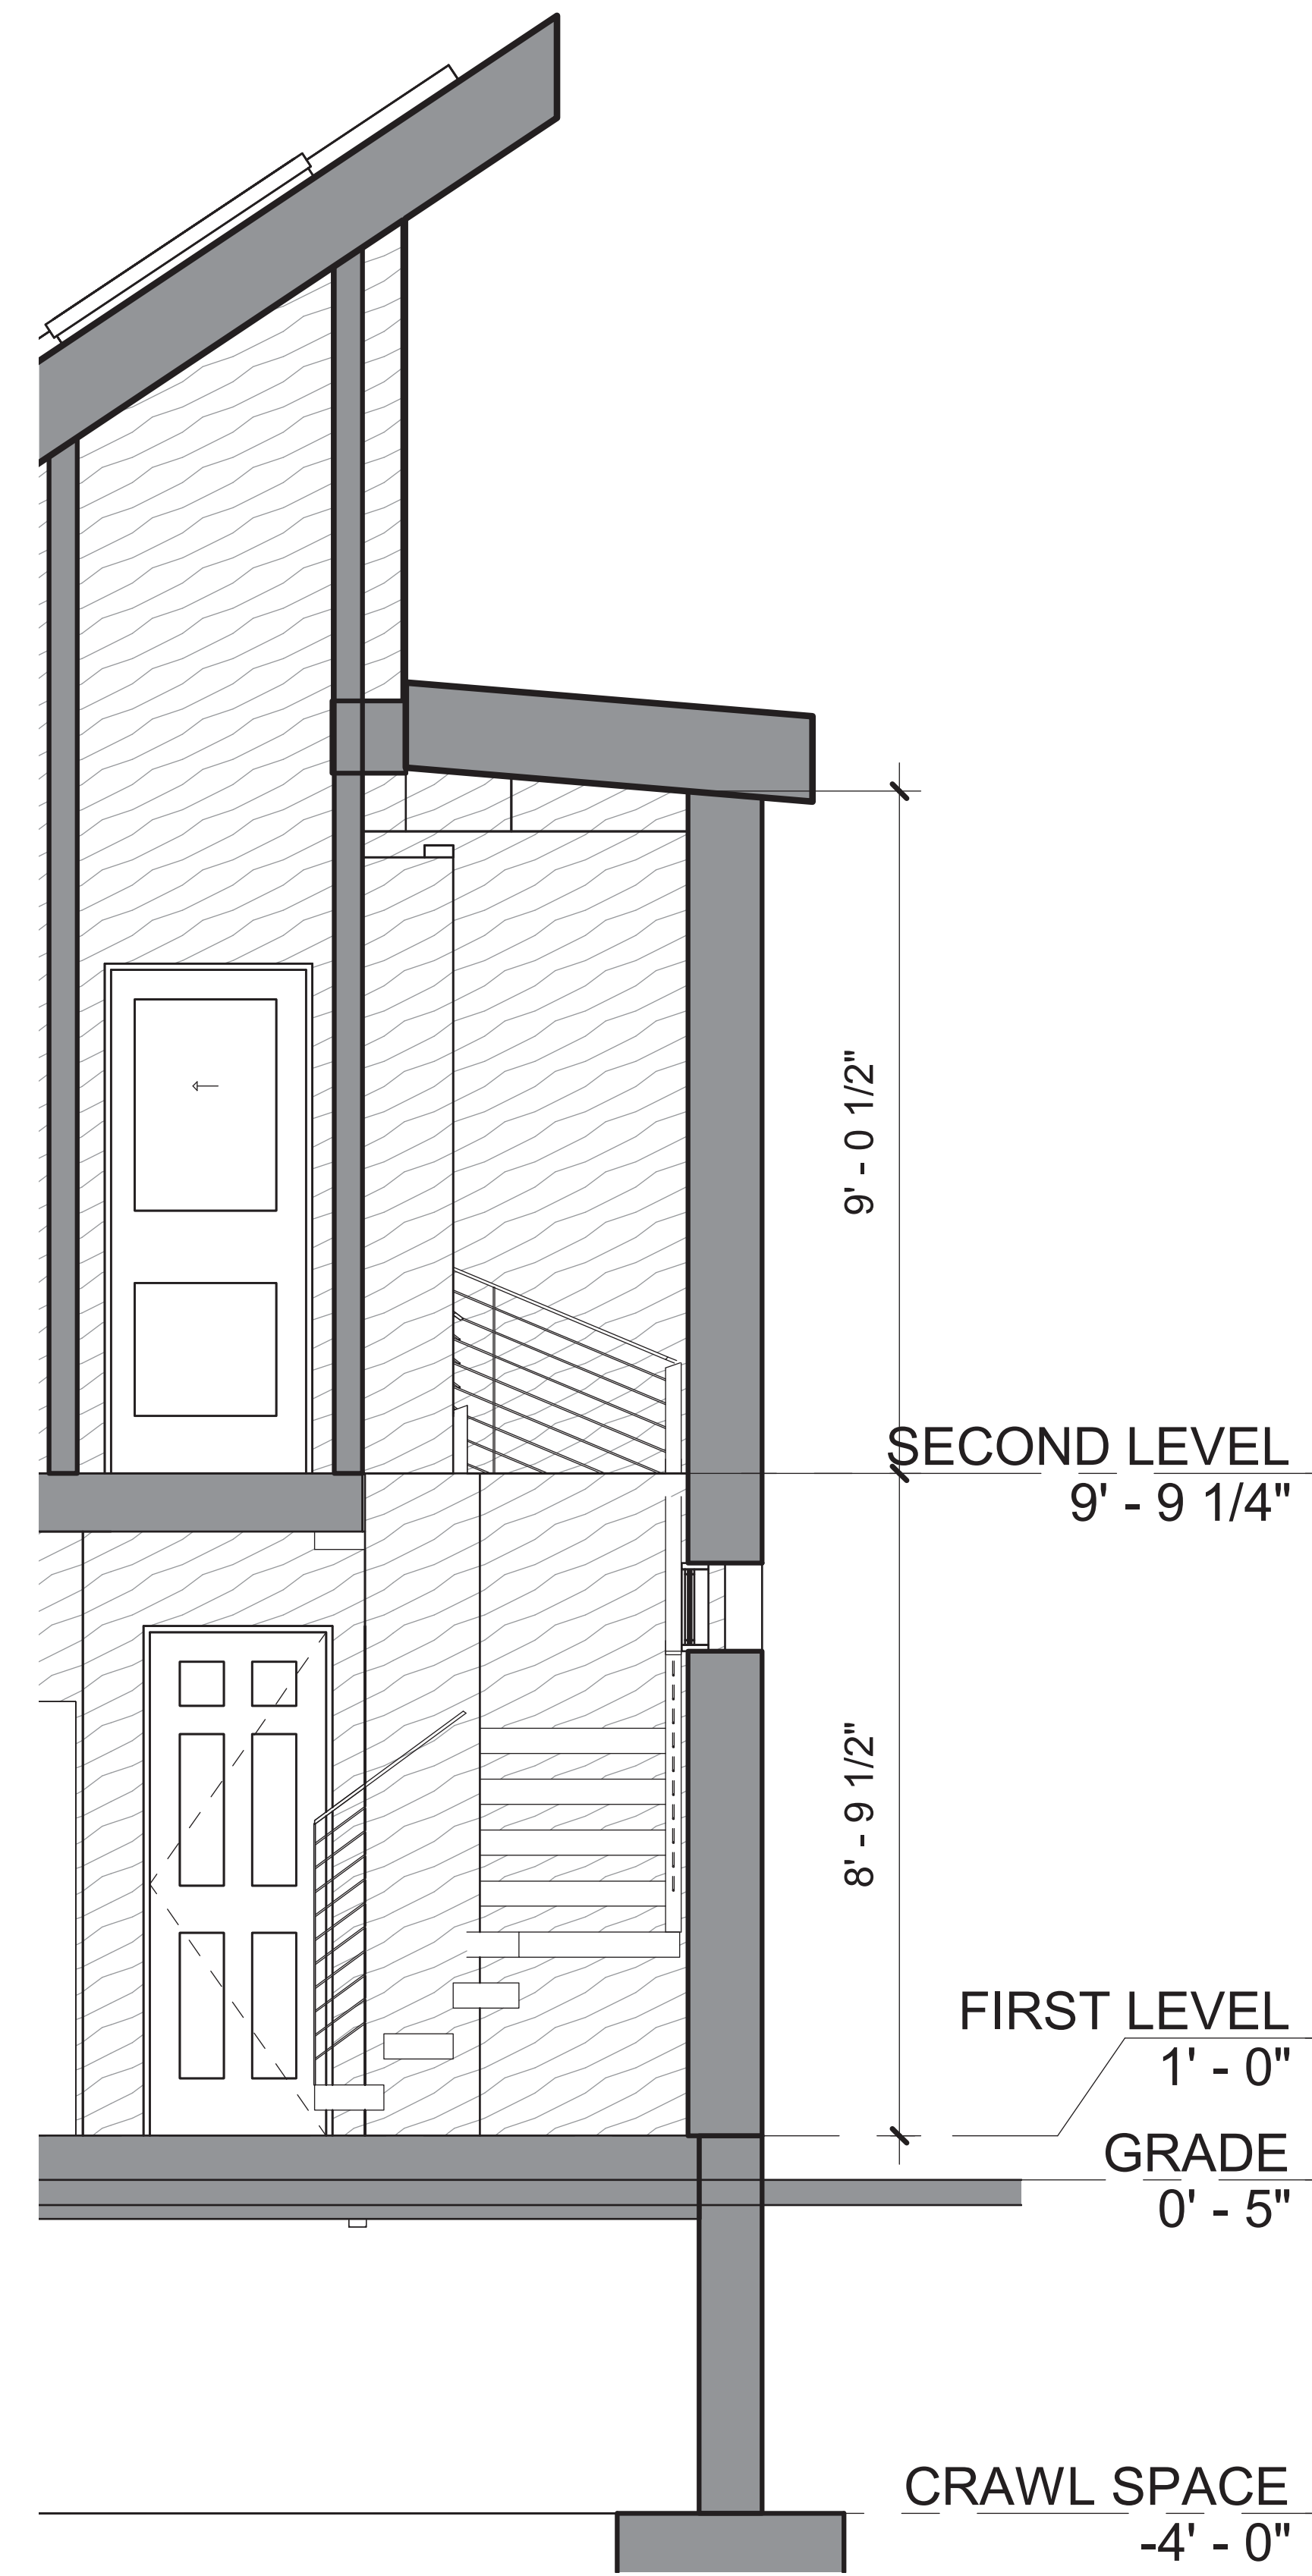 9' - 0 1/2"
SECOND LEVEL
9' - 9 1/4"
8' - 9 1/2"
FIRST LEVEL
1' - 0"
GRADE
0' - 5"
CRAWL SPACE
-4' - 0"